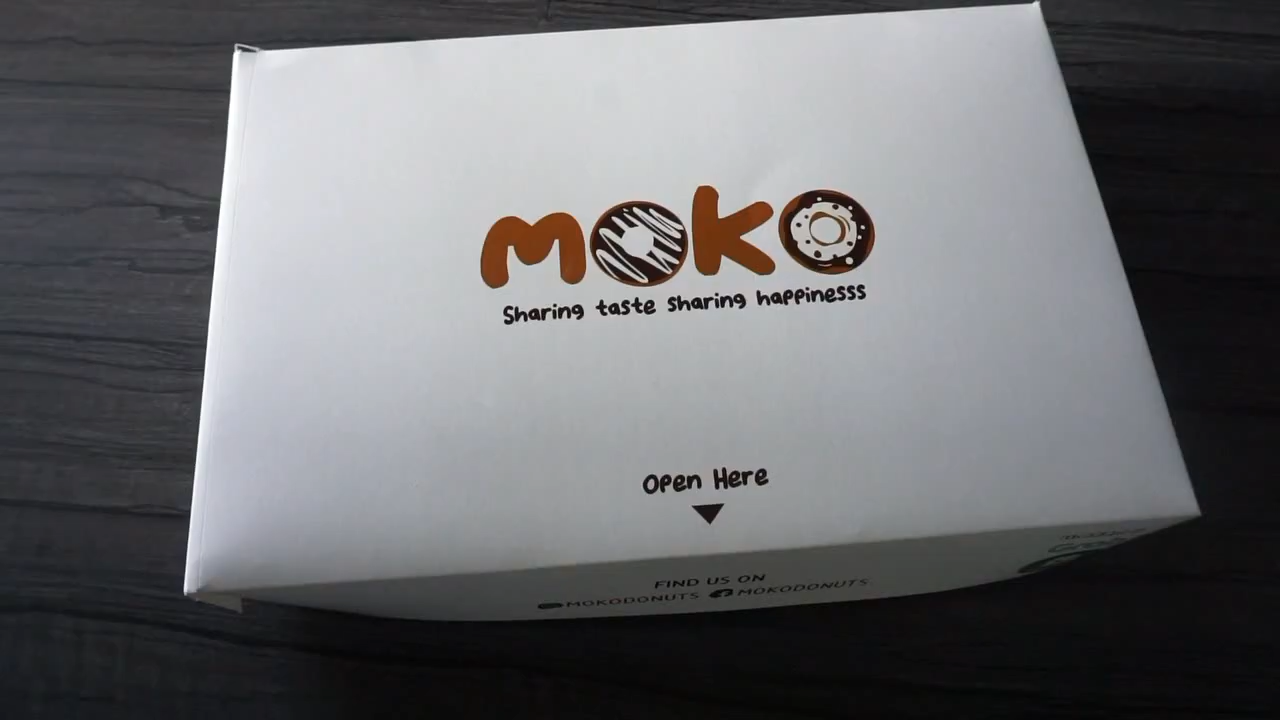 MOKO
Sharing taste sharing happinesss
Open Here
FIND US ON
MOKODONUTS MOKODONUTS